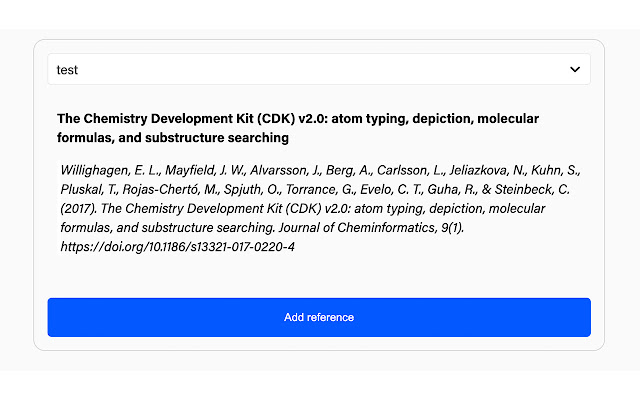 test
The Chemistry Development Kit (CDK) v2.0: atom typing, depiction, molecular
formulas, and substructure searching
Willighagen, E. L., Mayfield, J. W., Alvarsson, J., Berg, A., Carlsson, L., Jeliazkova, N., Kuhn, S.,
Pluskal, T., Rojas-Chertó, M., Spjuth, O., Torrance, G., Evelo, C. T., Guha, R., & Steinbeck, C.
(2017). The Chemistry Development Kit (CDK) v2.0: atom typing, depiction, molecular
formulas, and substructure searching. Journal of Cheminformatics, 9(1).
https://doi.org/10.1186/s13321-017-0220-4
Add reference